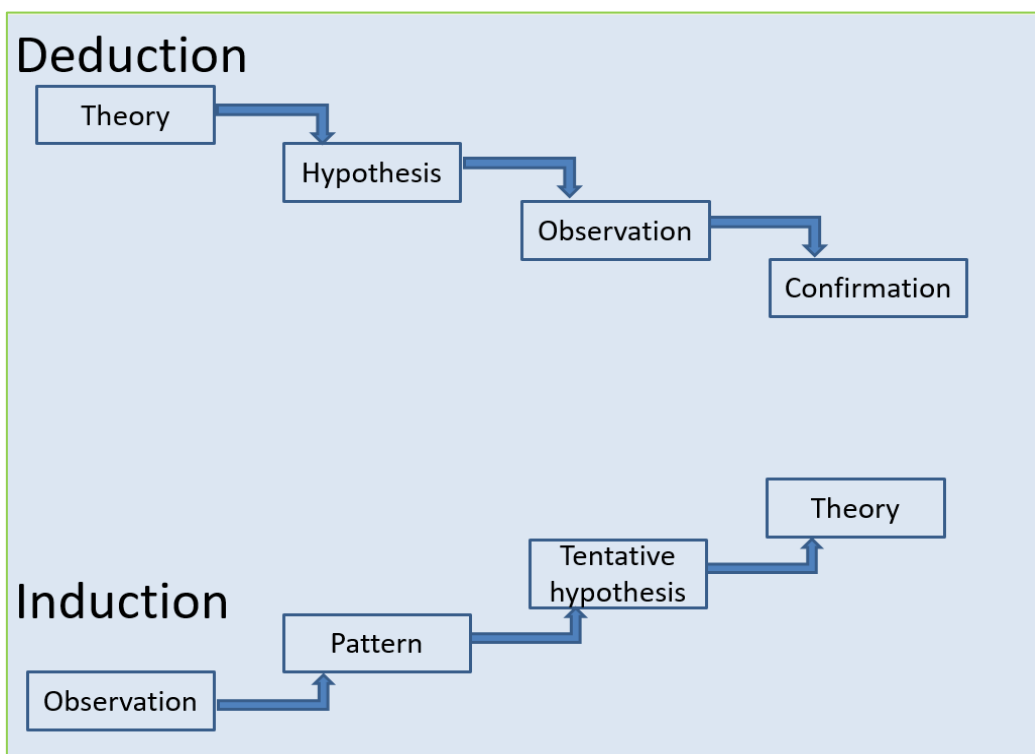 Deduction
Theory
Hypothesis
Observation
Confirmation
Theory
Tentative
hypothesis
Induction
Pattern
Observation